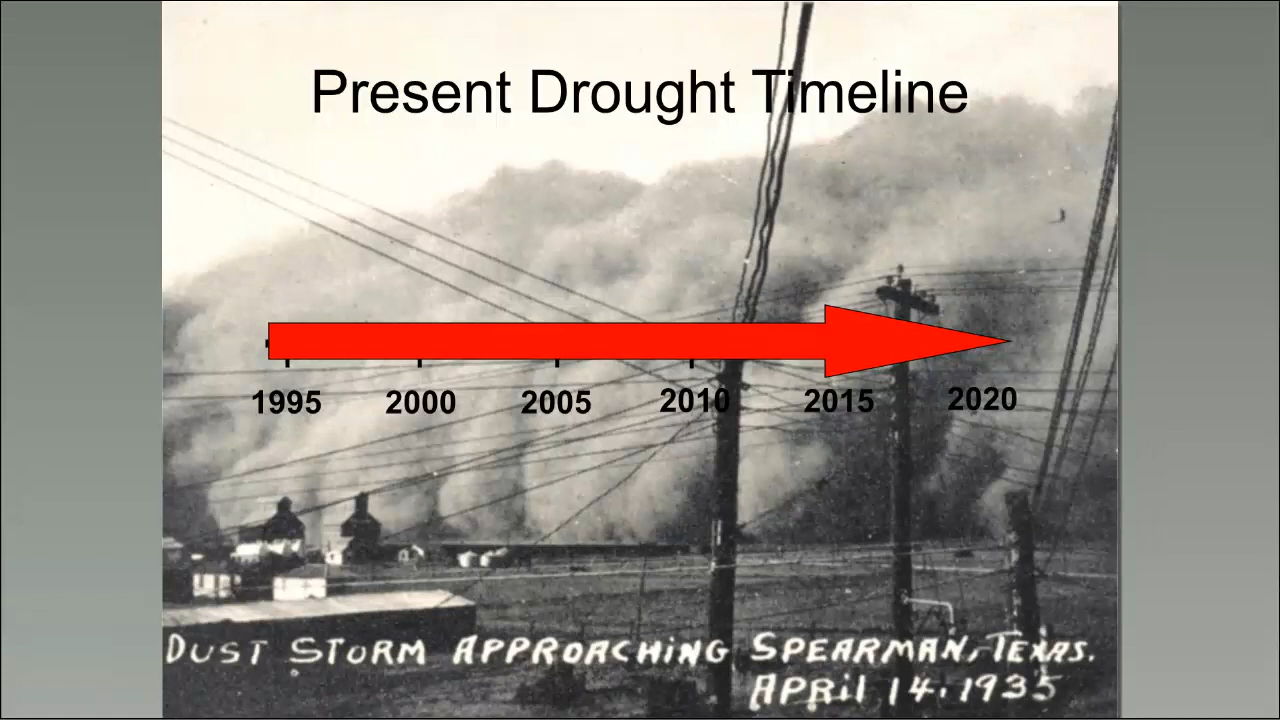 Present Drought Timeline
1995 2000 2005 2010 2015 2020
DUST STORM APPROACHING SPEARMAN, TEXAS.
APRIL 14. 1935